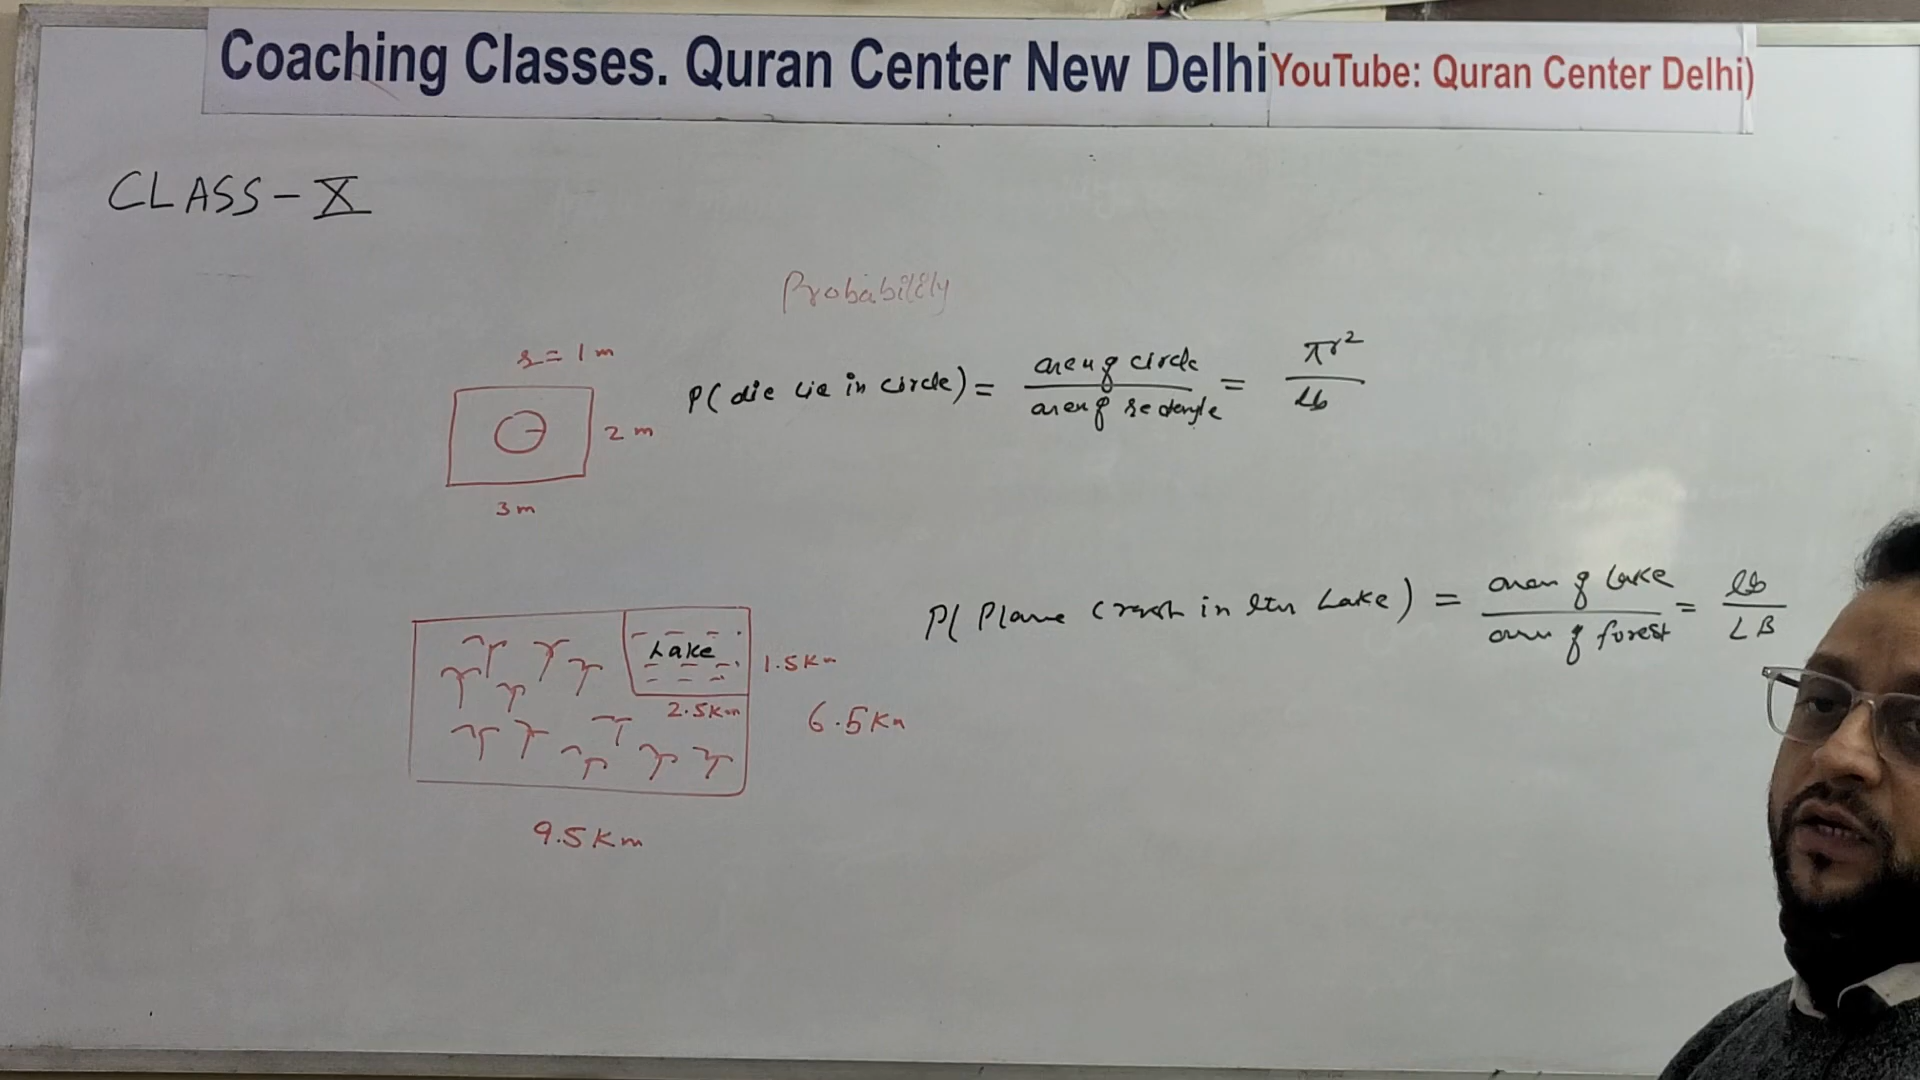 Coaching Classes. Quran Center New Delhi YouTube: Quran Center Delhi)
CLASS-X
Probability
r = 1 m
2 m
3 m
P( die lie in circle) = area of circle / area of rectangle = πr² / lb
Lake
1.5 Km
2.5 Km
6.5 Km
9.5 Km
P( Plane crash in Lake ) = area of Lake / area of forest = lb / LB